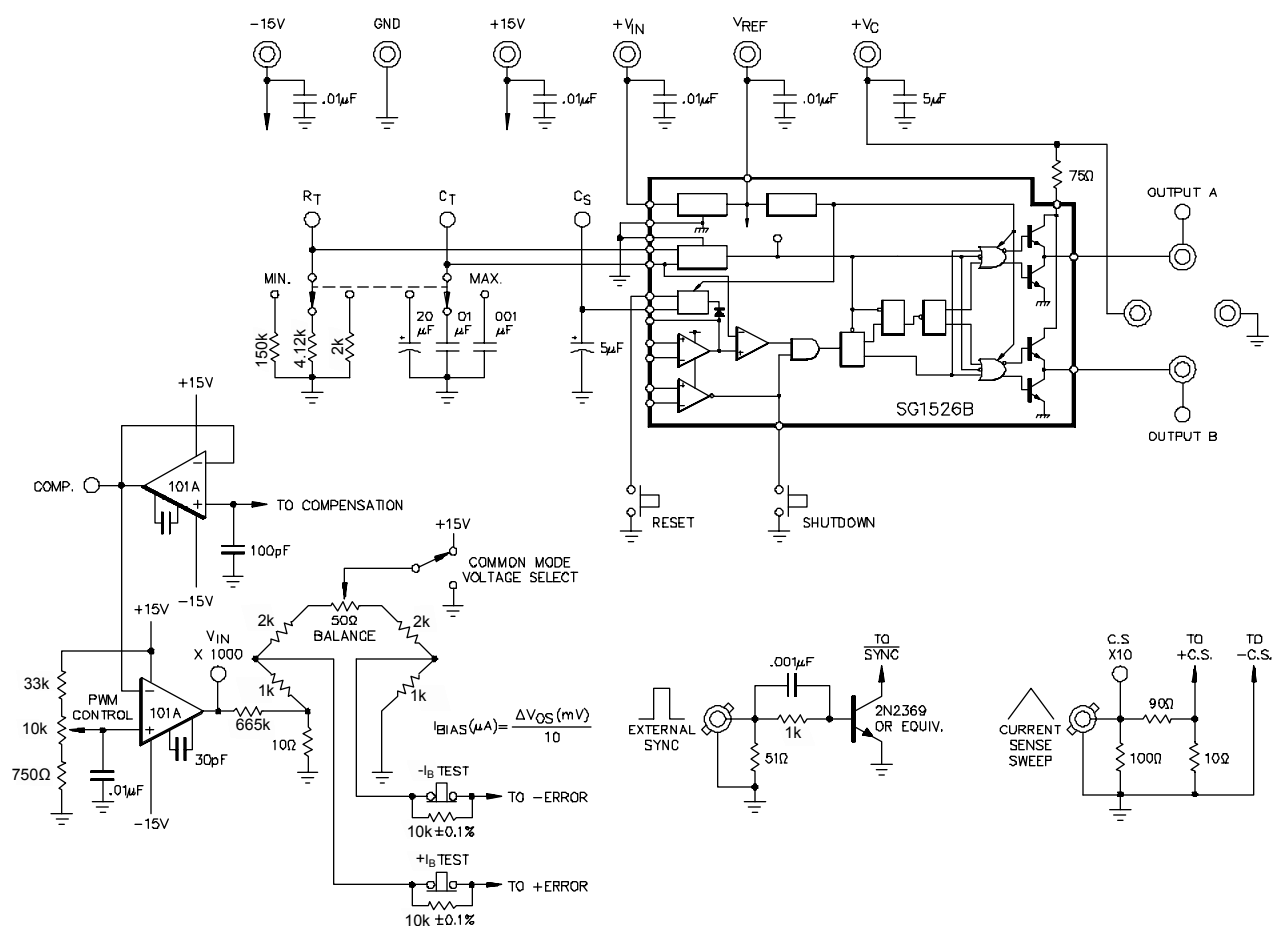 -15V
GND
+15V
+VIN
VREF
+VC
.01µF
.01µF
.01µF
.01µF
5µF
75Ω
RT
CT
CS
OUTPUT A
MIN.
MAX.
20 µF
.01 µF
.001 µF
150k
4.12k
2k
5µF
SG1526B
OUTPUT B
+15V
101A
COMP.
TO COMPENSATION
100pF
-15V
RESET
SHUTDOWN
+15V
COMMON MODE
VOLTAGE SELECT
50Ω
BALANCE
2k
2k
1k
1k
+15V
VIN
X 1000
33k
10k
750Ω
PWM
CONTROL
101A
665k
10Ω
30pF
.01µF
-15V
IBIAS(µA)=ΔVOS(mV)/10
-IB TEST
TO -ERROR
10k ±0.1%
+IB TEST
TO +ERROR
10k ±0.1%
EXTERNAL
SYNC
.001µF
1k
51Ω
TO
SYNC
2N2369
OR EQUIV.
CURRENT
SENSE
SWEEP
C.S
X10
TO
+C.S.
TO
-C.S.
90Ω
100Ω
10Ω